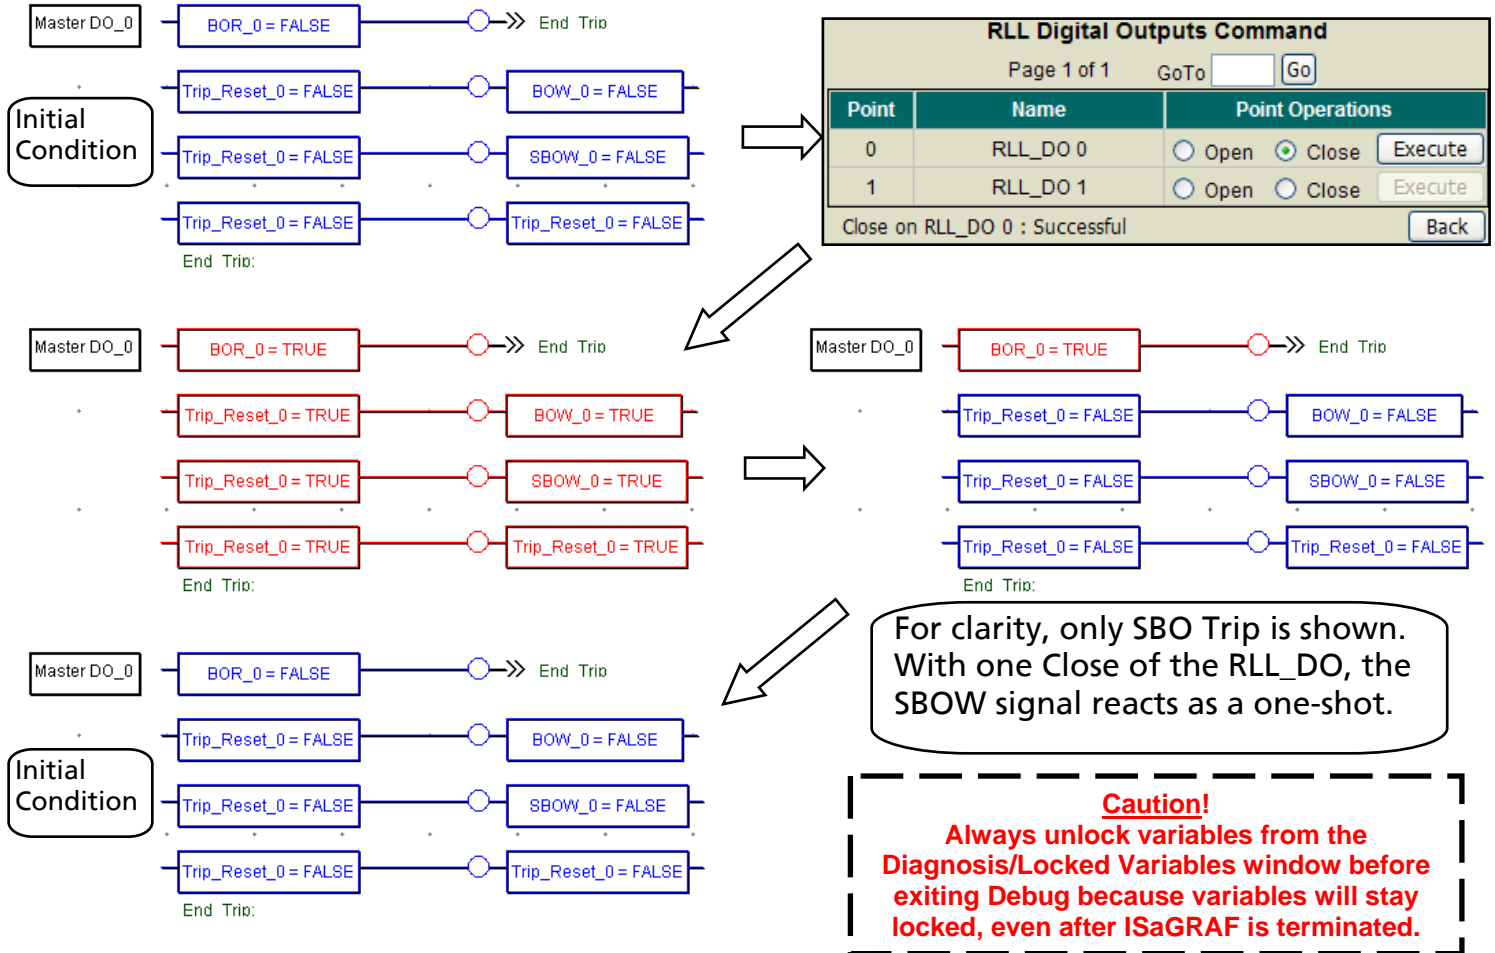 Master DO_0
BOR_0 = FALSE
End Trip
Initial
Condition
Trip_Reset_0 = FALSE
BOW_0 = FALSE
Trip_Reset_0 = FALSE
SBOW_0 = FALSE
Trip_Reset_0 = FALSE
Trip_Reset_0 = FALSE
End Trip:
RLL Digital Outputs Command
Page 1 of 1 GoTo Go
Point Name Point Operations
0 RLL_DO 0 Open Close Execute
1 RLL_DO 1 Open Close Execute
Close on RLL_DO 0 : Successful Back
Master DO_0
BOR_0 = TRUE
End Trip
Trip_Reset_0 = TRUE
BOW_0 = TRUE
Trip_Reset_0 = TRUE
SBOW_0 = TRUE
Trip_Reset_0 = TRUE
Trip_Reset_0 = TRUE
End Trip:
Master DO_0
BOR_0 = TRUE
End Trip
Trip_Reset_0 = FALSE
BOW_0 = FALSE
Trip_Reset_0 = FALSE
SBOW_0 = FALSE
Trip_Reset_0 = FALSE
Trip_Reset_0 = FALSE
End Trip:
Master DO_0
BOR_0 = FALSE
End Trip
Initial
Condition
Trip_Reset_0 = FALSE
BOW_0 = FALSE
Trip_Reset_0 = FALSE
SBOW_0 = FALSE
Trip_Reset_0 = FALSE
Trip_Reset_0 = FALSE
End Trip:
For clarity, only SBO Trip is shown.
With one Close of the RLL_DO, the
SBOW signal reacts as a one-shot.
Caution!
Always unlock variables from the
Diagnosis/Locked Variables window before
exiting Debug because variables will stay
locked, even after ISaGRAF is terminated.